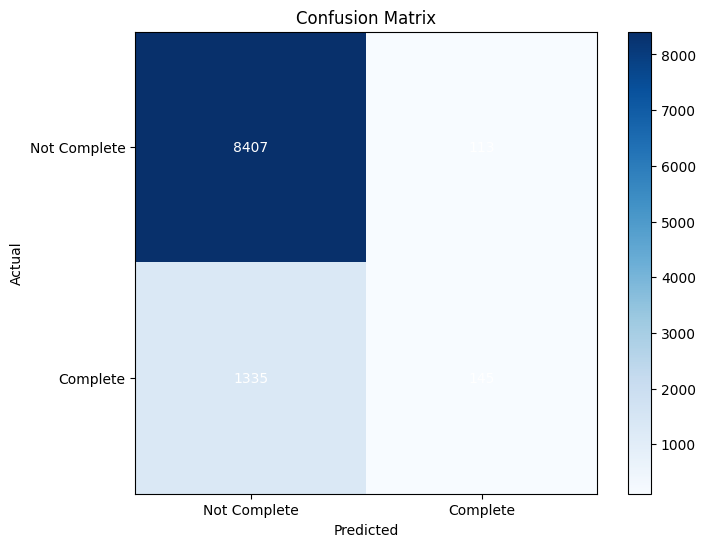 Confusion Matrix
8000
7000
6000
5000
4000
3000
2000
1000
Not Complete
8407
Complete
1335
Actual
Not Complete
Complete
Predicted